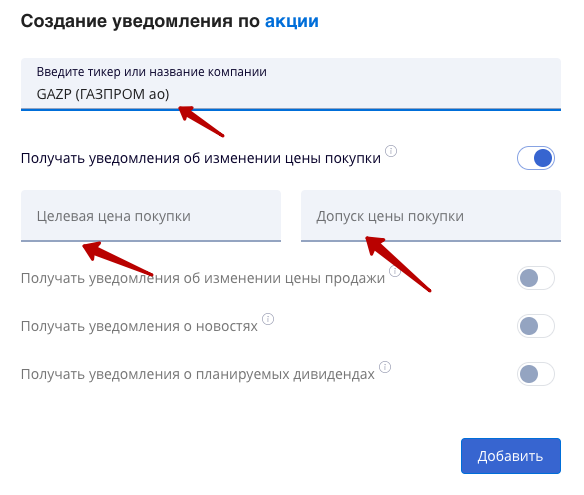 Создание уведомления по акции
Введите тикер или название компании
GAZP (ГАЗПРОМ ао)
Получать уведомления об изменении цены покупки
Целевая цена покупки
Допуск цены покупки
Получать уведомления об изменении цены продажи
Получать уведомления о новостях
Получать уведомления о планируемых дивидендах
Добавить